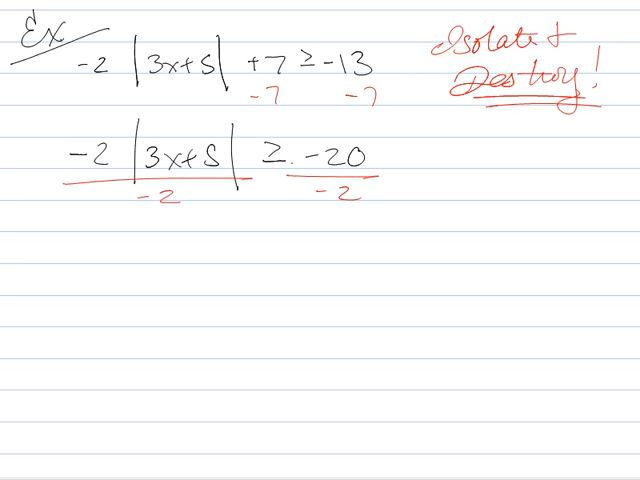 Ex
-2 |3x+5| +7 ≥ -13
-7 -7
Isolate &
Destroy!
-2 |3x+5| ≥ -20
-2 -2